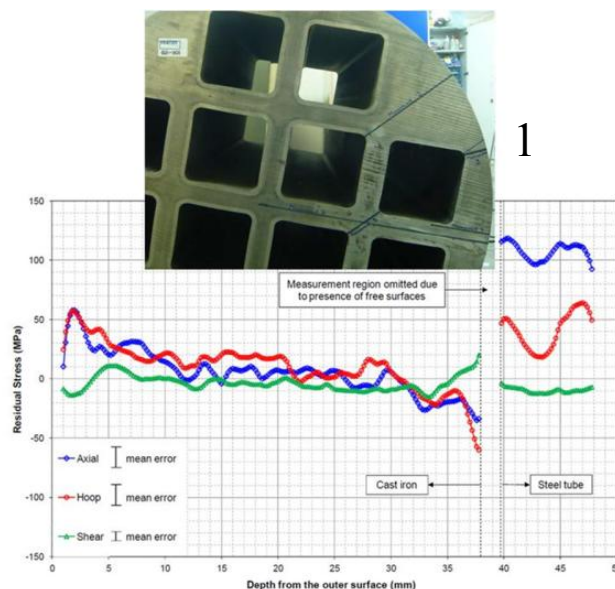 1
150
100
50
0
-50
-100
-150
Residual Stress (MPa)
Measurement region omitted due
to presence of free surfaces
Axial
mean error
Hoop
mean error
Shear
mean error
Cast iron
Steel tube
0
5
10
15
20
25
30
35
40
45
Depth from the outer surface (mm)